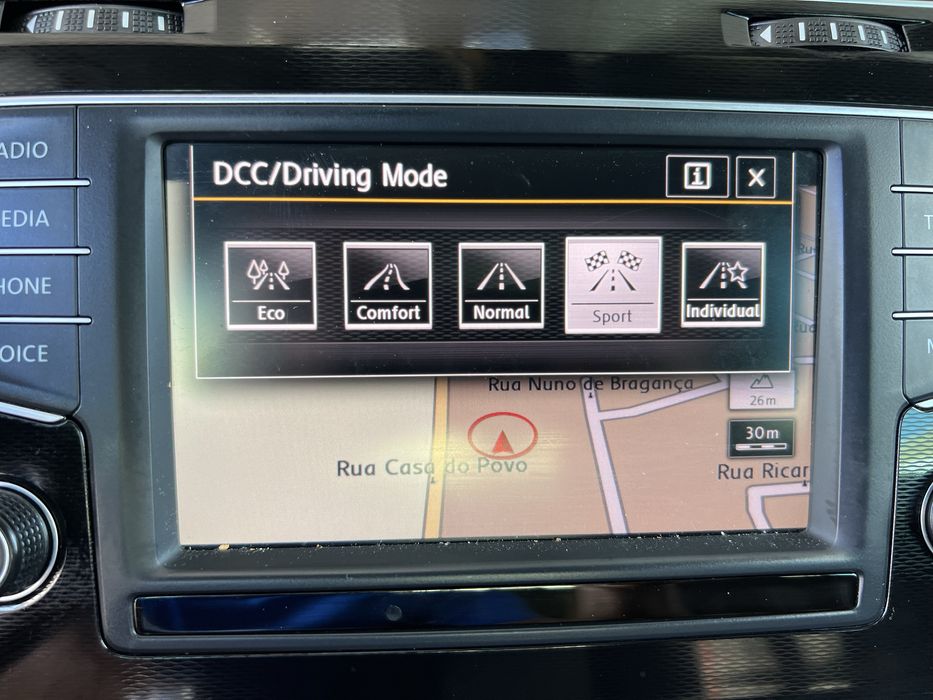 DCC/Driving Mode
i
X
Eco
Comfort
Normal
Sport
Individual
ADIO
EDIA
HONE
OICE
Rua Nuno de Bragança
26m
30m
Rua Casa do Povo
Rua Ricar